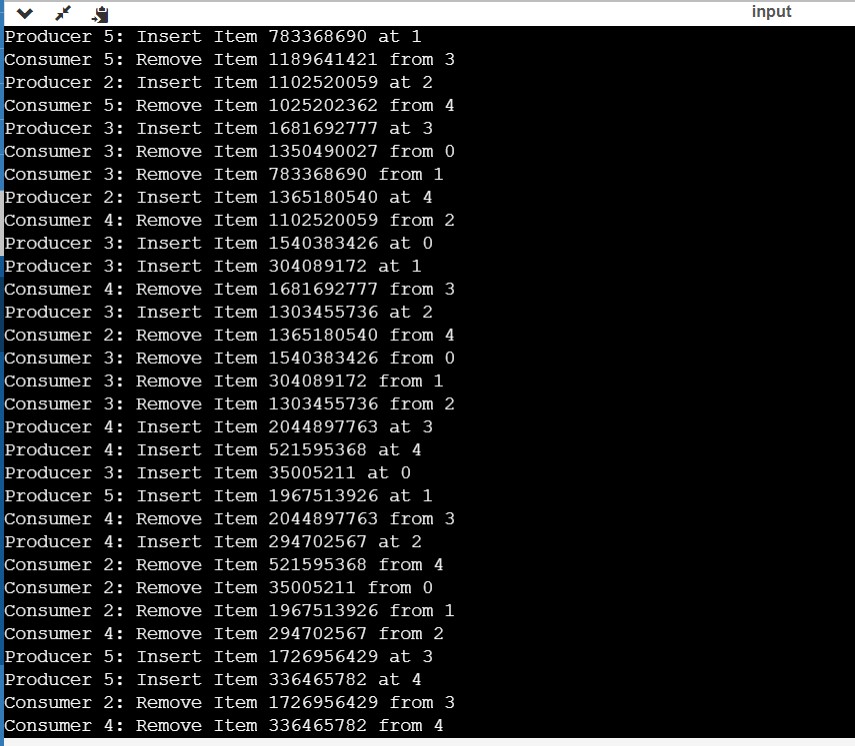 input
Producer 5: Insert Item 783368690 at 1
Consumer 5: Remove Item 1189641421 from 3
Producer 2: Insert Item 1102520059 at 2
Consumer 5: Remove Item 1025202362 from 4
Producer 3: Insert Item 1681692777 at 3
Consumer 3: Remove Item 1350490027 from 0
Consumer 3: Remove Item 783368690 from 1
Producer 2: Insert Item 1365180540 at 4
Consumer 4: Remove Item 1102520059 from 2
Producer 3: Insert Item 1540383426 at 0
Producer 3: Insert Item 304089172 at 1
Consumer 4: Remove Item 1681692777 from 3
Producer 3: Insert Item 1303455736 at 2
Consumer 2: Remove Item 1365180540 from 4
Consumer 3: Remove Item 1540383426 from 0
Consumer 3: Remove Item 304089172 from 1
Consumer 3: Remove Item 1303455736 from 2
Producer 4: Insert Item 2044897763 at 3
Producer 4: Insert Item 521595368 at 4
Producer 3: Insert Item 35005211 at 0
Producer 5: Insert Item 1967513926 at 1
Consumer 4: Remove Item 2044897763 from 3
Producer 4: Insert Item 294702567 at 2
Consumer 2: Remove Item 521595368 from 4
Consumer 2: Remove Item 35005211 from 0
Consumer 2: Remove Item 1967513926 from 1
Consumer 4: Remove Item 294702567 from 2
Producer 5: Insert Item 1726956429 at 3
Producer 5: Insert Item 336465782 at 4
Consumer 2: Remove Item 1726956429 from 3
Consumer 4: Remove Item 336465782 from 4